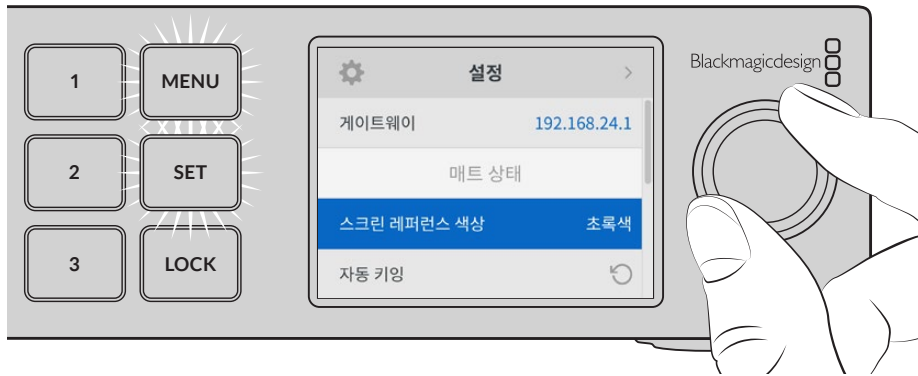 1
MENU
2
SET
3
LOCK
설정
게이트웨이 192.168.24.1
매트 상태
스크린 레퍼런스 색상 초록색
자동 키잉
Blackmagicdesign